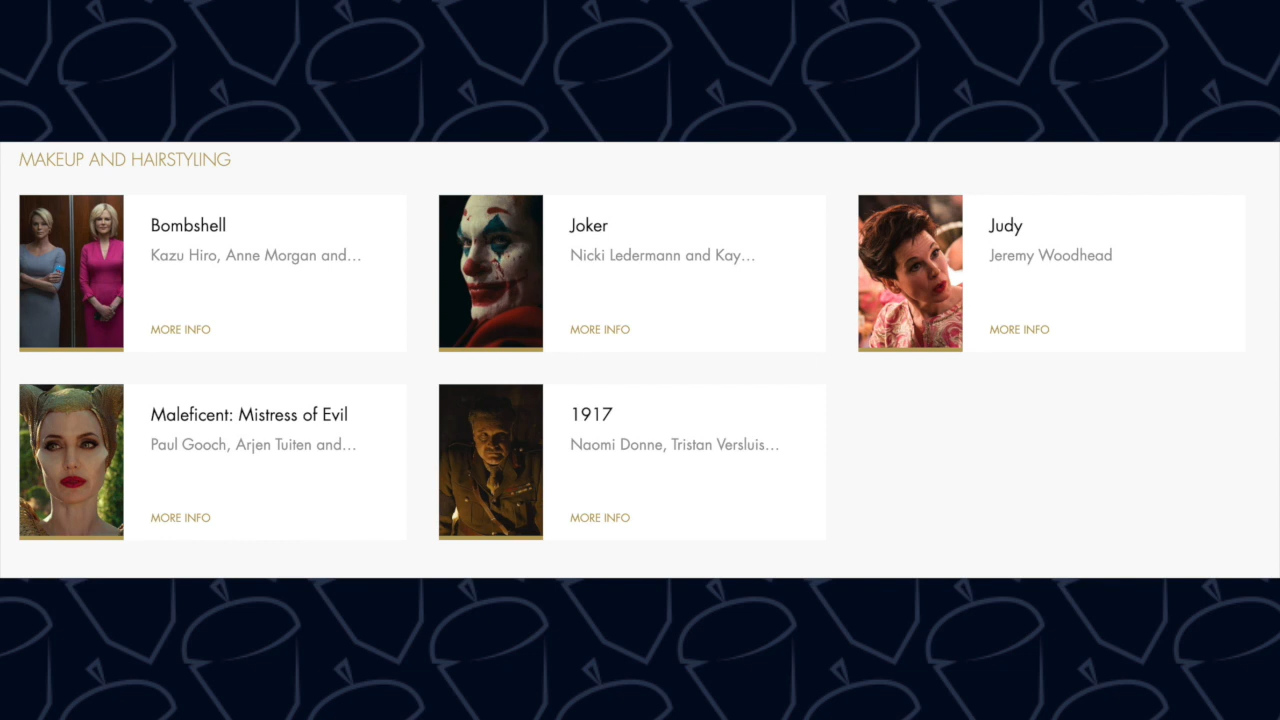 MAKEUP AND HAIRSTYLING
Bombshell
Kazu Hiro, Anne Morgan and...
MORE INFO
Joker
Nicki Ledermann and Kay...
MORE INFO
Judy
Jeremy Woodhead
MORE INFO
Maleficent: Mistress of Evil
Paul Gooch, Arjen Tuiten and...
MORE INFO
1917
Naomi Donne, Tristan Versluis...
MORE INFO